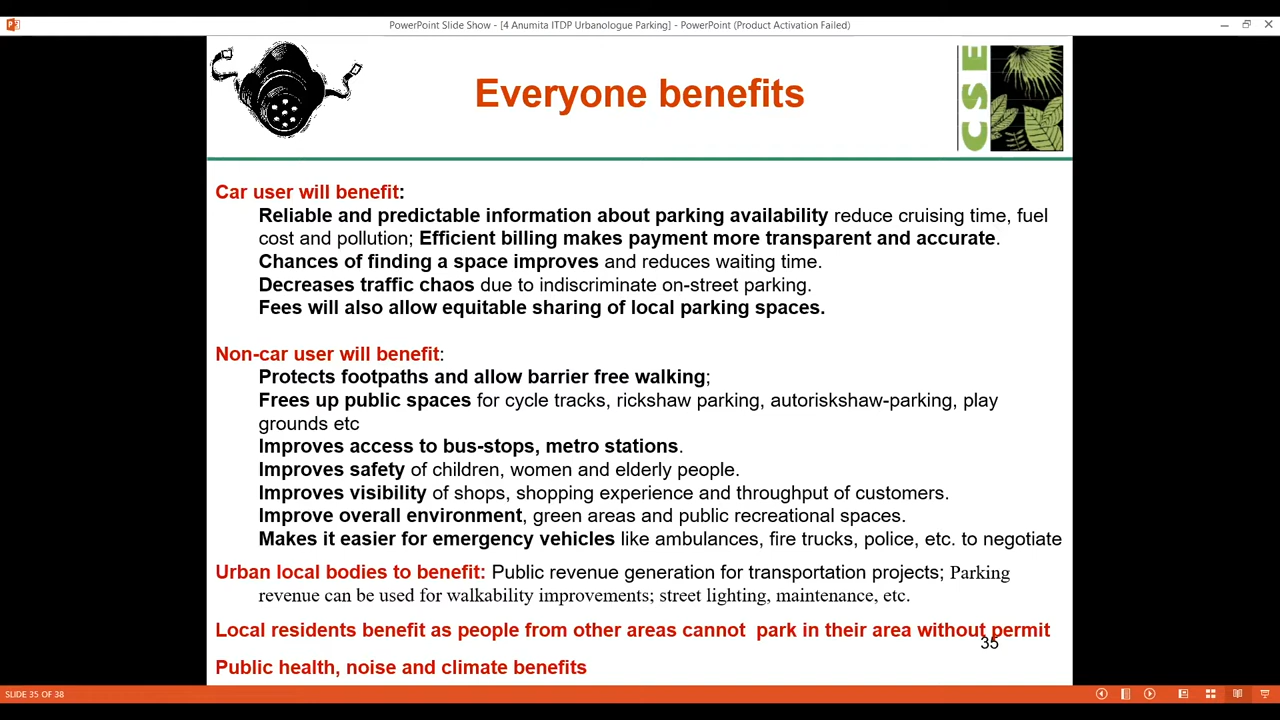 PowerPoint Slide Show - [4 Anumita ITDP Urbanologue Parking] - PowerPoint (Product Activation Failed)
Everyone benefits
CSE
Car user will benefit:
Reliable and predictable information about parking availability reduce cruising time, fuel
cost and pollution; Efficient billing makes payment more transparent and accurate.
Chances of finding a space improves and reduces waiting time.
Decreases traffic chaos due to indiscriminate on-street parking.
Fees will also allow equitable sharing of local parking spaces.
Non-car user will benefit:
Protects footpaths and allow barrier free walking;
Frees up public spaces for cycle tracks, rickshaw parking, autoriskshaw-parking, play
grounds etc
Improves access to bus-stops, metro stations.
Improves safety of children, women and elderly people.
Improves visibility of shops, shopping experience and throughput of customers.
Improve overall environment, green areas and public recreational spaces.
Makes it easier for emergency vehicles like ambulances, fire trucks, police, etc. to negotiate
Urban local bodies to benefit: Public revenue generation for transportation projects; Parking
revenue can be used for walkability improvements; street lighting, maintenance, etc.
Local residents benefit as people from other areas cannot park in their area without permit
35
Public health, noise and climate benefits
SLIDE 35 OF 38